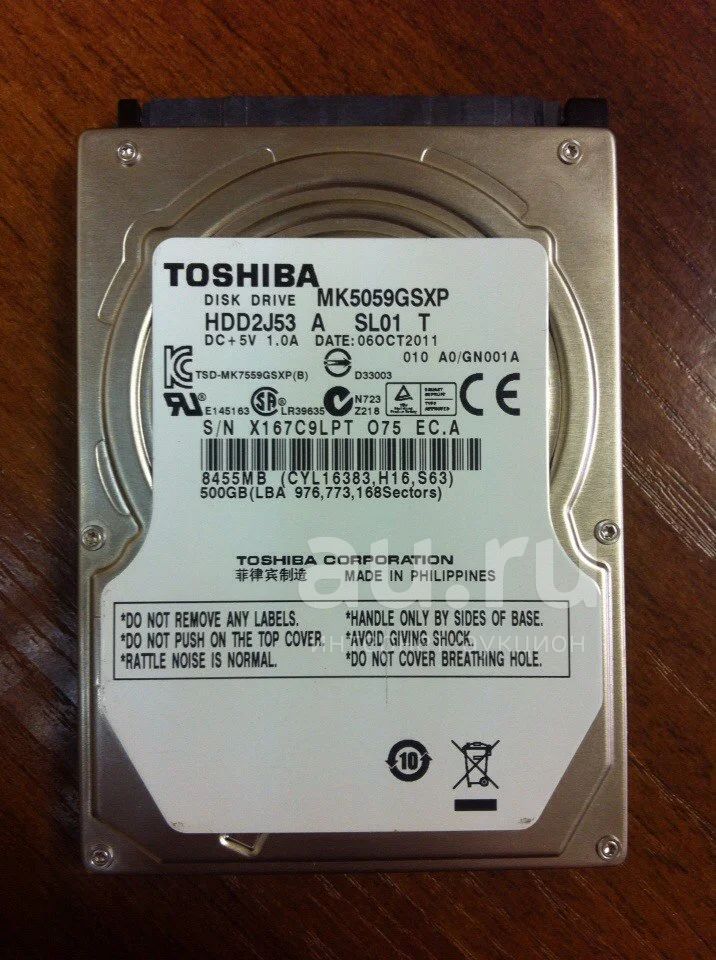 TOSHIBA
DISK DRIVE MK5059GSXP
HDD2J53 A SL01 T
DC+5V 1.0A DATE:06OCT2011
010 A0/GN001A
TSD-MK7559GSXP(B) D33003
E145163 LR39635 N723
Z218
CE
S/N X167C9LPT 075 EC.A
8455MB (CYL16383,H16,S63)
500GB(LBA 976,773,168Sectors)
au.ru
TOSHIBA CORPORATION
菲律宾制造 MADE IN PHILIPPINES
*DO NOT REMOVE ANY LABELS. *HANDLE ONLY BY SIDES OF BASE.
*DO NOT PUSH ON THE TOP COVER. *AVOID GIVING SHOCK.
*RATTLE NOISE IS NORMAL. *DO NOT COVER BREATHING HOLE.
10